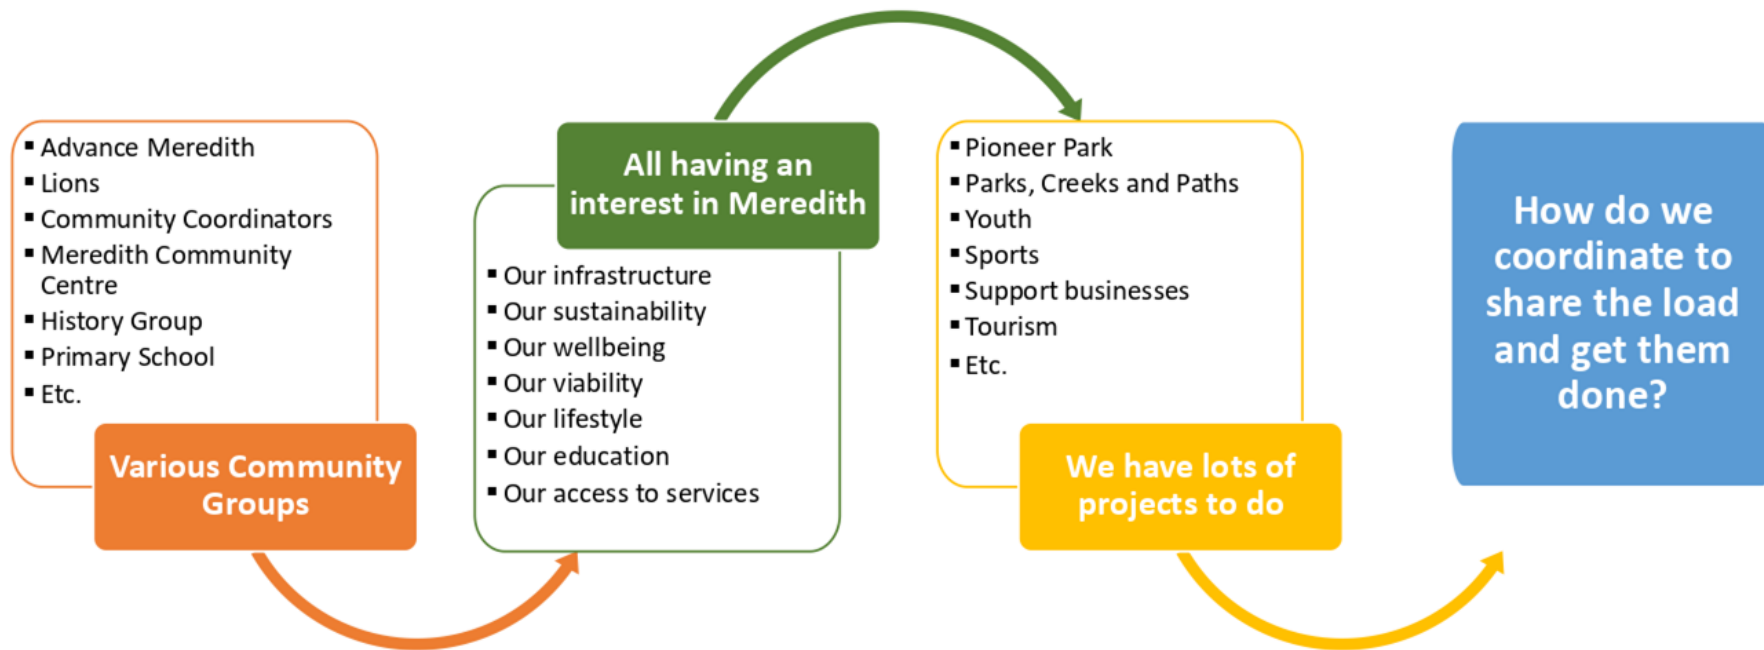 ▪ Advance Meredith
▪ Lions
▪ Community Coordinators
▪ Meredith Community
Centre
▪ History Group
▪ Primary School
▪ Etc.
Various Community
Groups
All having an
interest in Meredith
▪ Our infrastructure
▪ Our sustainability
▪ Our wellbeing
▪ Our viability
▪ Our lifestyle
▪ Our education
▪ Our access to services
▪ Pioneer Park
▪ Parks, Creeks and Paths
▪ Youth
▪ Sports
▪ Support businesses
▪ Tourism
▪ Etc.
We have lots of
projects to do
How do we
coordinate to
share the load
and get them
done?